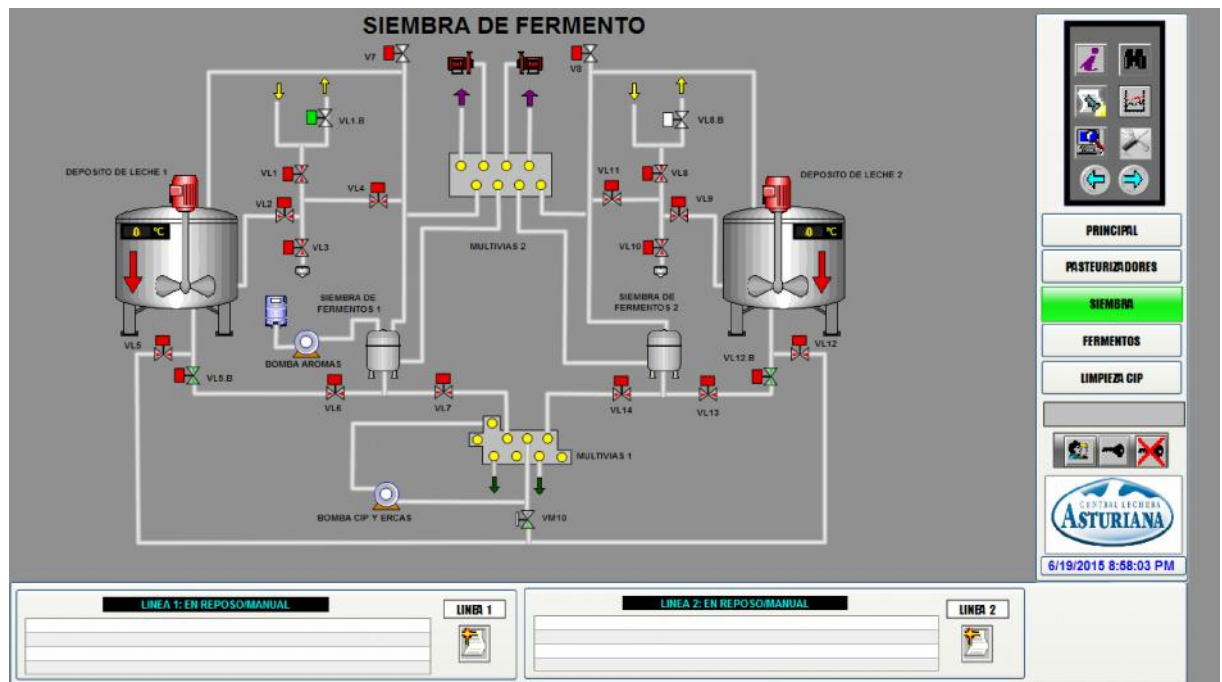 SIEMBRA DE FERMENTO
V7
V8
VL1.B
VL8.B
DEPOSITO DE LECHE 1
VL1
VL4
VL11
VL8
DEPOSITO DE LECHE 2
VL2
VL9
0 °C
0 °C
VL3
MULTIVIAS 2
VL10
SIEMBRA DE
FERMENTOS 1
SIEMBRA DE
FERMENTOS 2
VL5
BOMBA AROMAS
VL12.B
VL12
VL5.B
VL6
VL7
VL14
VL13
MULTIVIAS 1
BOMBA CIP Y ERCAS
VM10
PRINCIPAL
PASTEURIZADORES
SIEMBRA
FERMENTOS
LIMPIEZA CIP
CENTRAL LECHERA
ASTURIANA
6/19/2015 8:58:03 PM
LINEA 1: EN REPOSO/MANUAL
LINEA 1
LINEA 2: EN REPOSO/MANUAL
LINEA 2